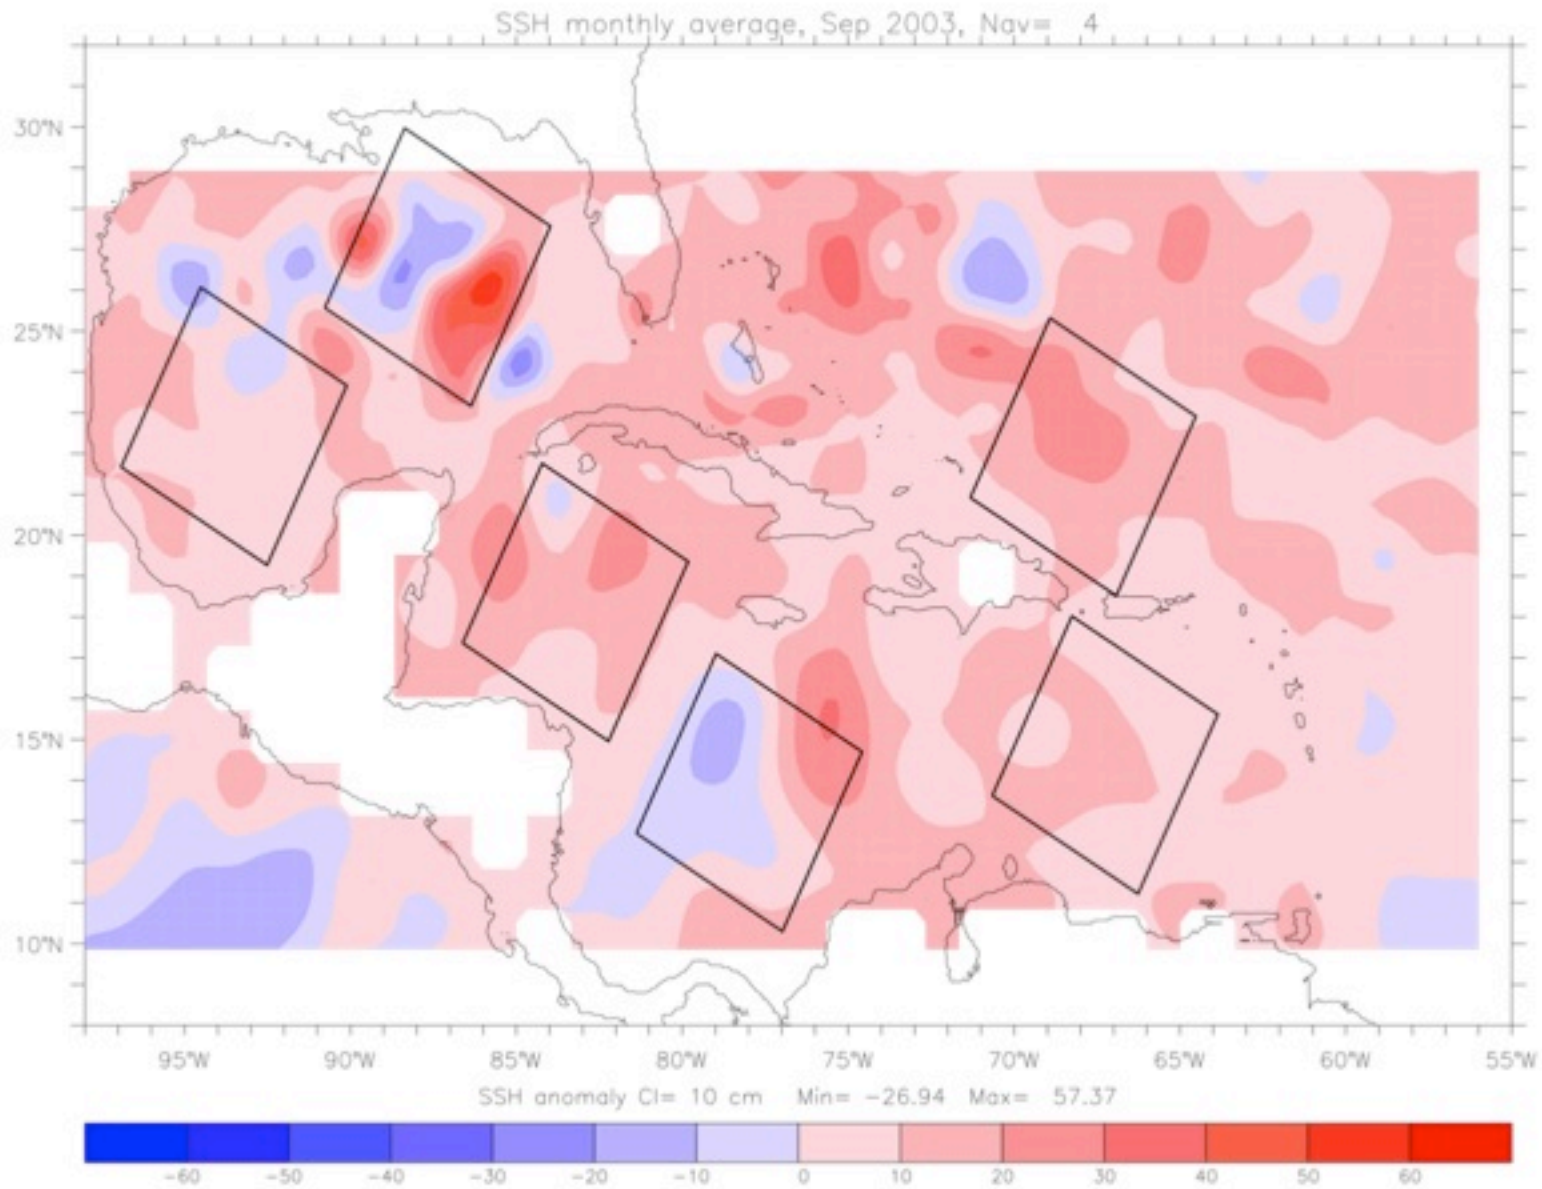 SSH monthly average, Sep 2003, Nav= 4
30°N
25°N
20°N
15°N
10°N
95°W 90°W 85°W 80°W 75°W 70°W 65°W 60°W 55°W
SSH anomaly CI= 10 cm Min= -26.94 Max= 57.37
-60 -50 -40 -30 -20 -10 0 10 20 30 40 50 60